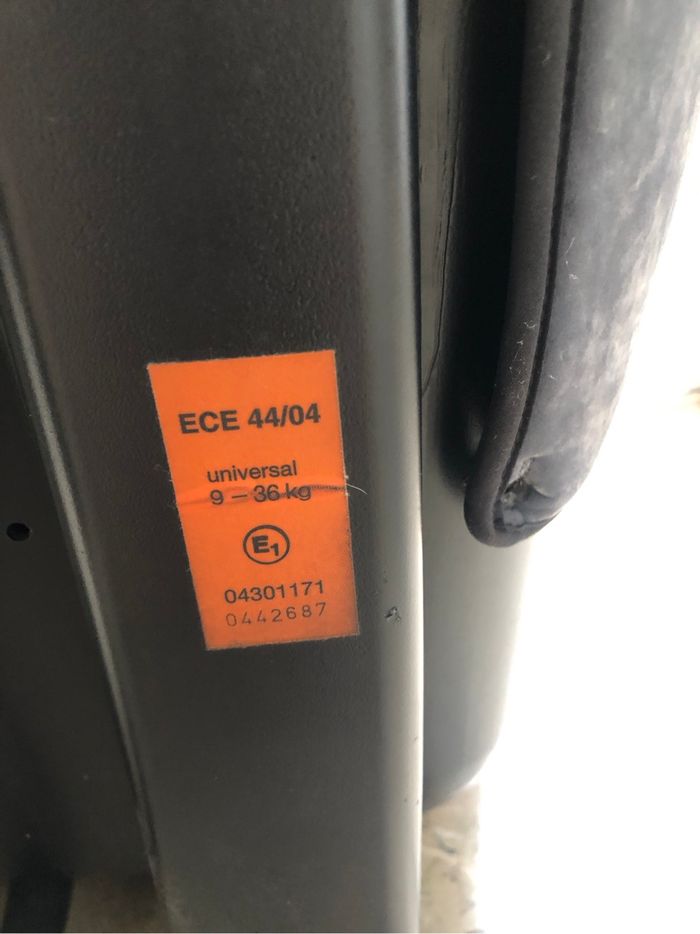 ECE 44/04
universal
9 – 36 kg
E1
04301171
0442687